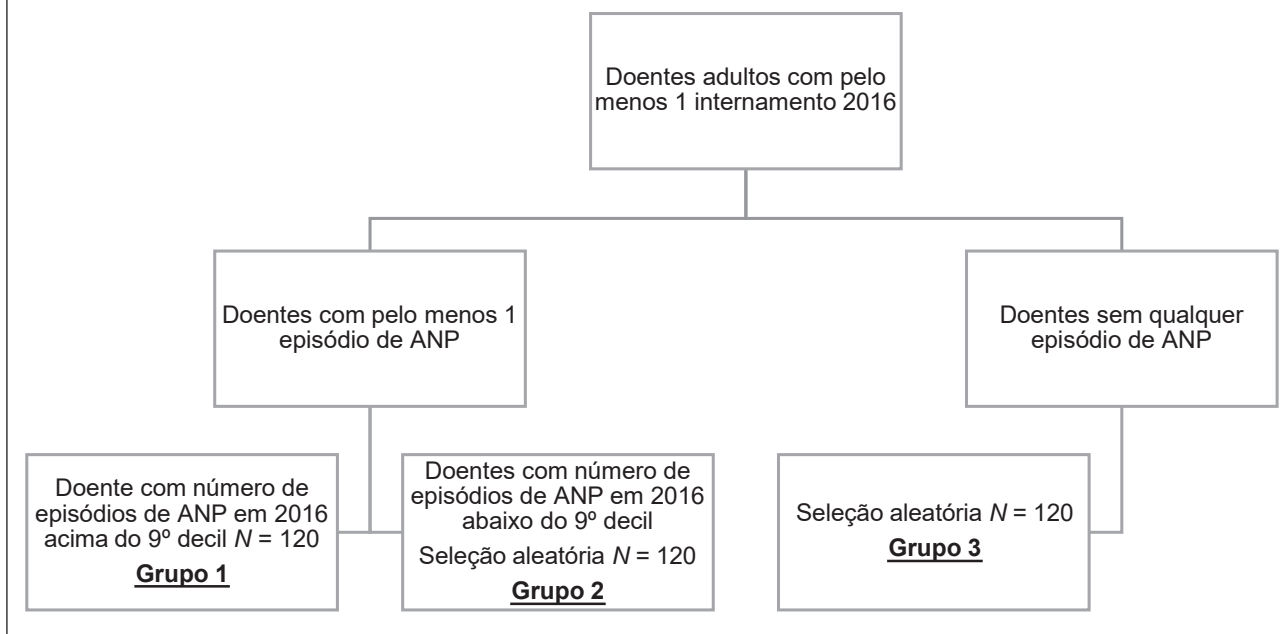 Doentes adultos com pelo
menos 1 internamento 2016
Doentes com pelo menos 1
episódio de ANP
Doentes sem qualquer
episódio de ANP
Doente com número de
episódios de ANP em 2016
acima do 9º decil N = 120
Grupo 1
Doentes com número de
episódios de ANP em 2016
abaixo do 9º decil
Seleção aleatória N = 120
Grupo 2
Seleção aleatória N = 120
Grupo 3